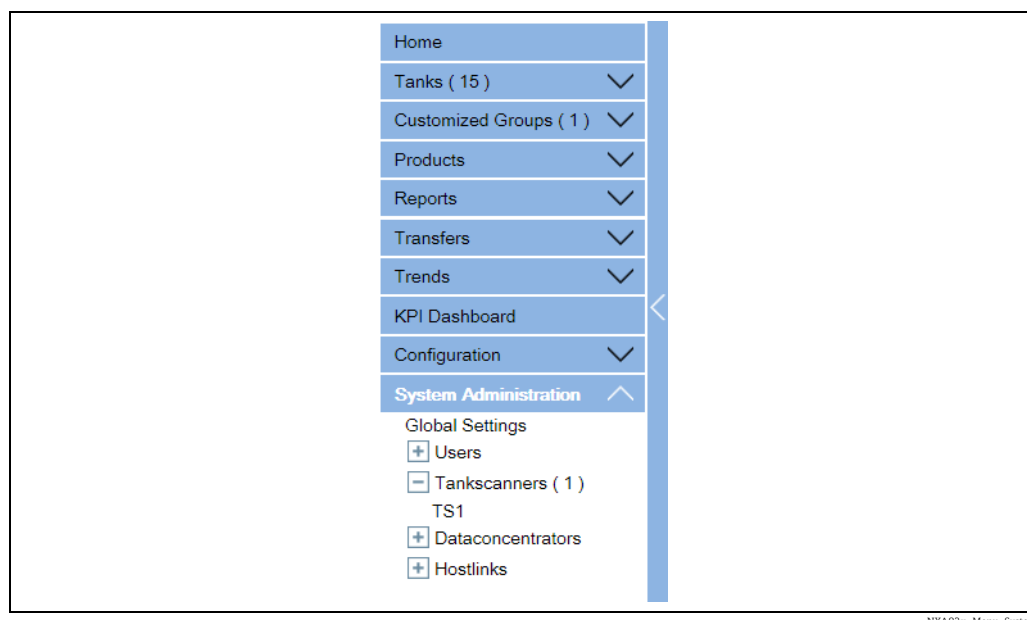 Home
Tanks ( 15 )
Customized Groups ( 1 )
Products
Reports
Transfers
Trends
KPI Dashboard
Configuration
System Administration
Global Settings
Users
Tankscanners ( 1 )
TS1
Dataconcentrators
Hostlinks